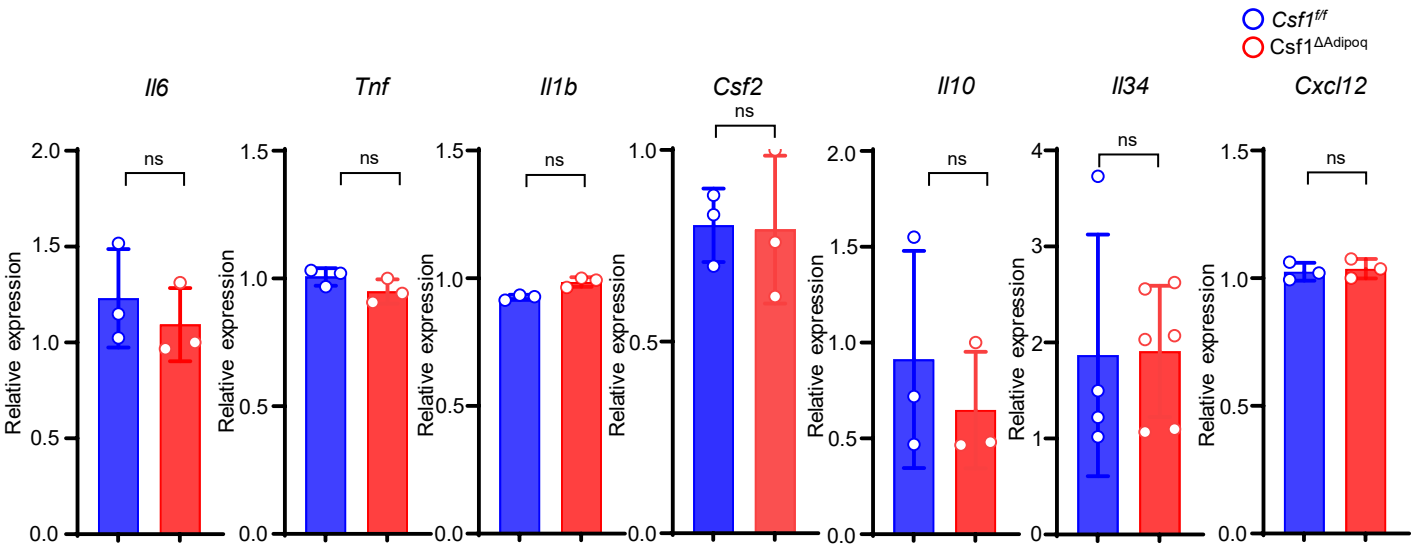 Csf1f/f
Csf1ΔAdipoq
Il6
Tnf
Il1b
Csf2
Il10
Il34
Cxcl12
ns
ns
ns
ns
ns
ns
ns
Relative expression
2.0
1.5
1.0
0.5
0.0
Relative expression
1.5
1.0
0.5
0.0
Relative expression
1.5
1.0
0.5
0.0
Relative expression
1.0
0.5
0.0
Relative expression
2.0
1.5
1.0
0.5
0.0
Relative expression
4
3
2
1
0
Relative expression
1.5
1.0
0.5
0.0